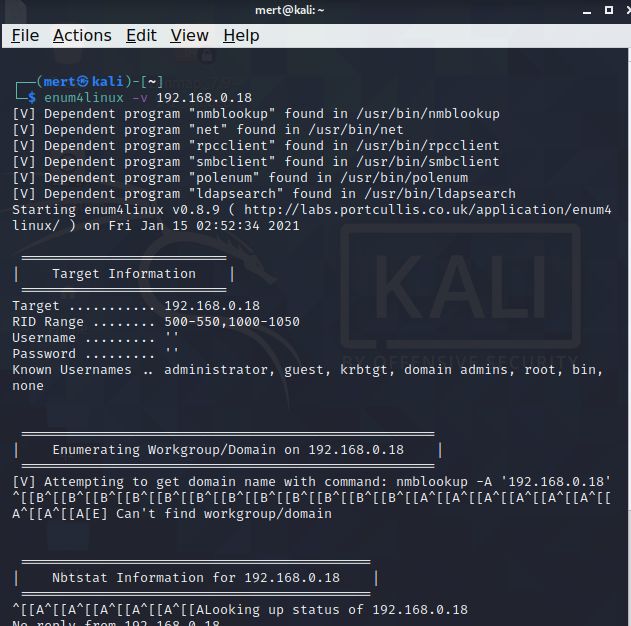 mert@kali: ~
File Actions Edit View Help
┌──(mert㉿kali)-[~]
└─$ enum4linux -v 192.168.0.18
[V] Dependent program "nmblookup" found in /usr/bin/nmblookup
[V] Dependent program "net" found in /usr/bin/net
[V] Dependent program "rpcclient" found in /usr/bin/rpcclient
[V] Dependent program "smbclient" found in /usr/bin/smbclient
[V] Dependent program "polenum" found in /usr/bin/polenum
[V] Dependent program "ldapsearch" found in /usr/bin/ldapsearch
Starting enum4linux v0.8.9 ( http://labs.portcullis.co.uk/application/enum4
linux/ ) on Fri Jan 15 02:52:34 2021
==========================
|    Target Information    |
==========================
Target ........... 192.168.0.18
RID Range ........ 500-550,1000-1050
Username ......... ''
Password ......... ''
Known Usernames .. administrator, guest, krbtgt, domain admins, root, bin,
none
====================================================
|    Enumerating Workgroup/Domain on 192.168.0.18    |
====================================================
[V] Attempting to get domain name with command: nmblookup -A '192.168.0.18'
^[[B^[[B^[[B^[[B^[[B^[[B^[[B^[[B^[[B^[[B^[[B^[[B^[[A^[[A^[[A^[[A^[[A^[[A^[[
A^[[A^[[A[E] Can't find workgroup/domain
============================================
|    Nbtstat Information for 192.168.0.18    |
============================================
^[[A^[[A^[[A^[[A^[[A^[[ALooking up status of 192.168.0.18
No reply from 192.168.0.18
KALI
BY OFFENSIVE SECURITY